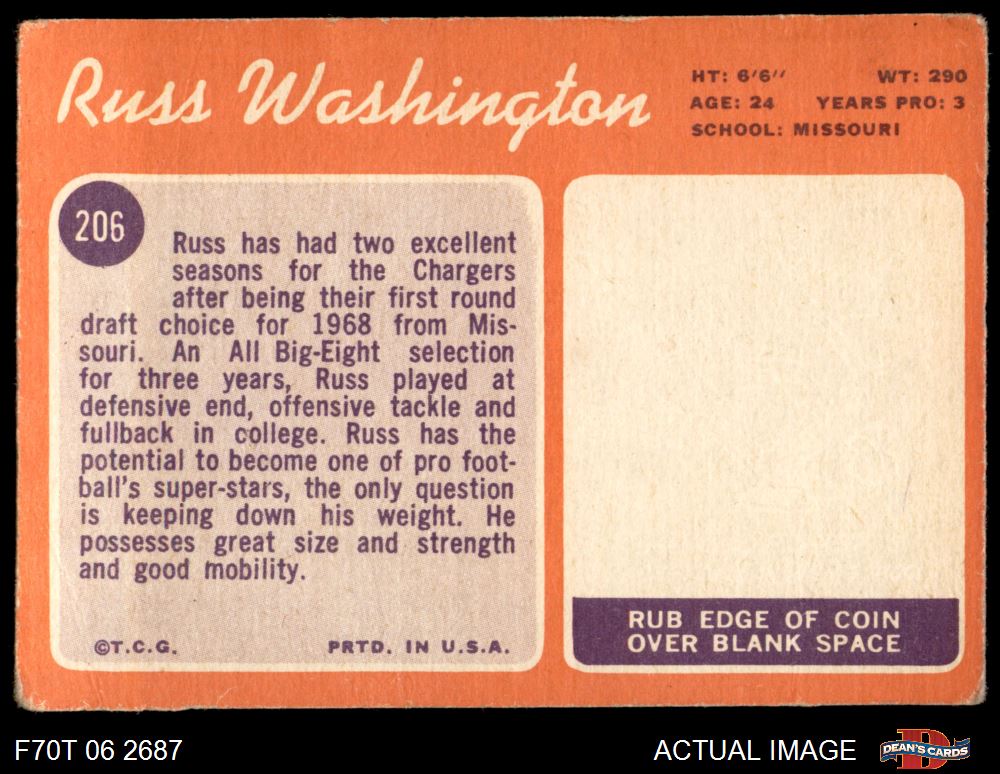 Russ Washington
HT: 6'6" WT: 290
AGE: 24 YEARS PRO: 3
SCHOOL: MISSOURI
206
Russ has had two excellent
seasons for the Chargers
after being their first round
draft choice for 1968 from Mis-
souri. An All Big-Eight selection
for three years, Russ played at
defensive end, offensive tackle and
fullback in college. Russ has the
potential to become one of pro foot-
ball's super-stars, the only question
is keeping down his weight. He
possesses great size and strength
and good mobility.
©T.C.G. PRTD. IN U.S.A.
RUB EDGE OF COIN
OVER BLANK SPACE
F70T 06 2687 ACTUAL IMAGE DEAN'S CARDS